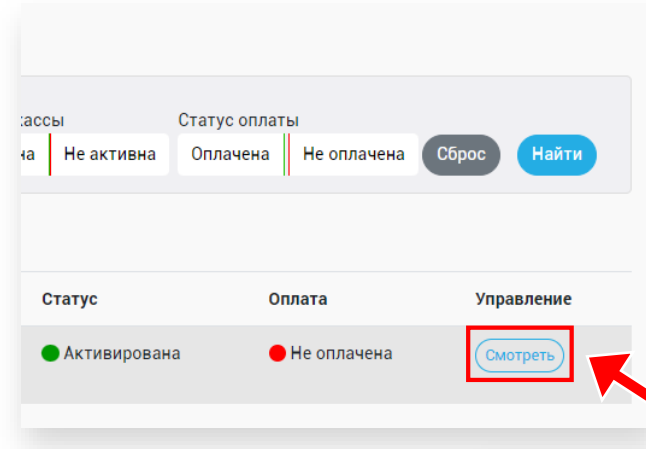 кассы Статус оплаты
на Не активна Оплачена Не оплачена Сброс Найти
Статус Оплата Управление
Активирована Не оплачена Смотреть